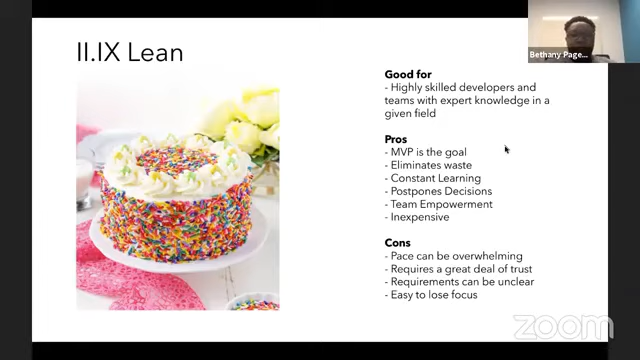 II.IX Lean
Bethany Page...
Good for
- Highly skilled developers and
teams with expert knowledge in a
given field
Pros
- MVP is the goal
- Eliminates waste
- Constant Learning
- Postpones Decisions
- Team Empowerment
- Inexpensive
Cons
- Pace can be overwhelming
- Requires a great deal of trust
- Requirements can be unclear
- Easy to lose focus
zoom